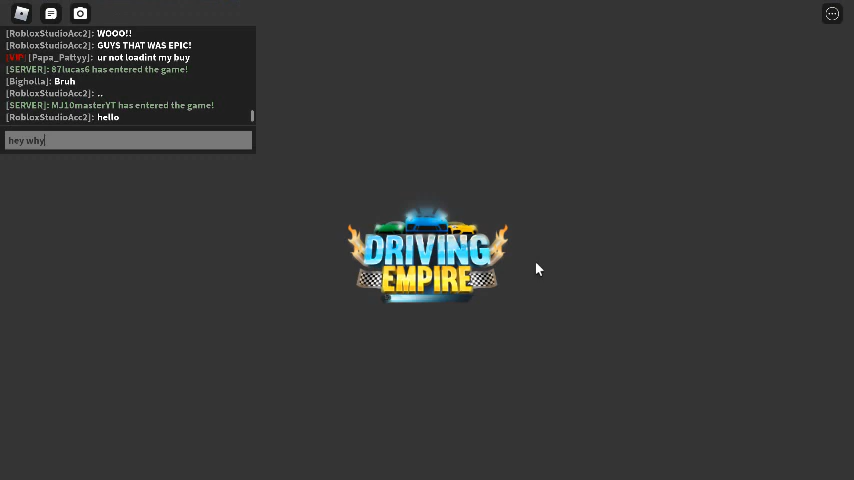 [RobloxStudioAcc2]: WOOO!!
[RobloxStudioAcc2]: GUYS THAT WAS EPIC!
[VIP] [Papa_Pattyy]: ur not loadint my buy
[SERVER]: 87lucas6 has entered the game!
[Bigholla]: Bruh
[RobloxStudioAcc2]: ..
[SERVER]: MJ10masterYT has entered the game!
[RobloxStudioAcc2]: hello
hey why
DRIVING
EMPIRE